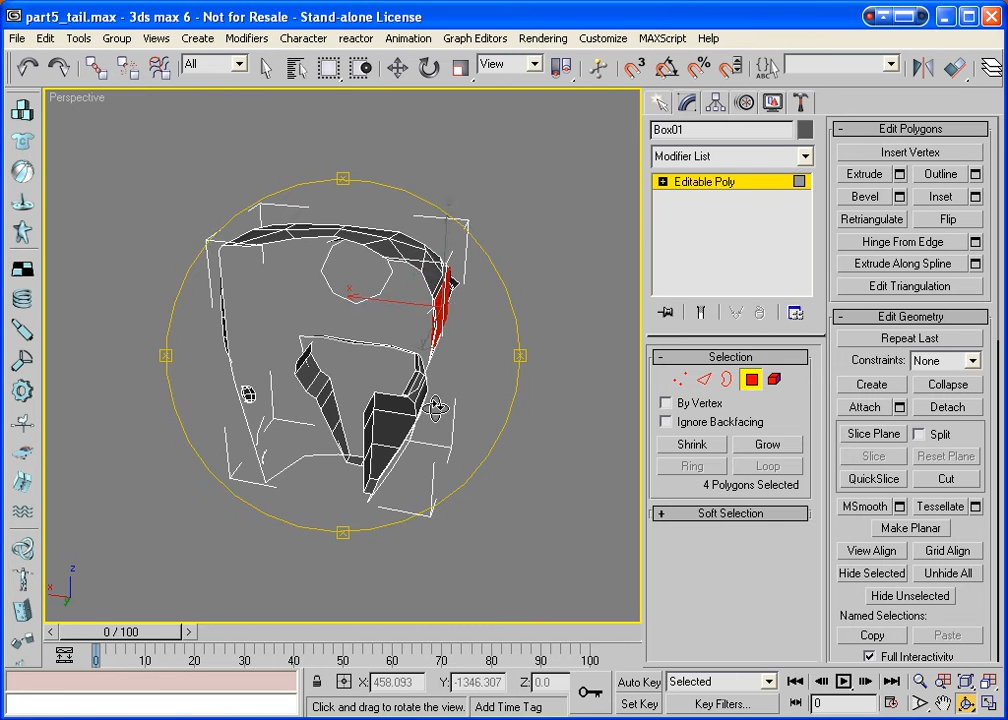 part5_tail.max - 3ds max 6 - Not for Resale - Stand-alone License
File Edit Tools Group Views Create Modifiers Character reactor Animation Graph Editors Rendering Customize MAXScript Help
All View
Perspective
Box01
Modifier List
Editable Poly
Selection
By Vertex
Ignore Backfacing
Shrink Grow
Ring Loop
4 Polygons Selected
Soft Selection
Edit Polygons
Insert Vertex
Extrude Outline
Bevel Inset
Retriangulate Flip
Hinge From Edge
Extrude Along Spline
Edit Triangulation
Edit Geometry
Repeat Last
Constraints: None
Create Collapse
Attach Detach
Slice Plane Split
Slice Reset Plane
QuickSlice Cut
MSmooth Tessellate
Make Planar
View Align Grid Align
Hide Selected Unhide All
Hide Unselected
Named Selections:
Copy Paste
Full Interactivity
x
z
x
y
0 / 100
0 10 20 30 40 50 60 70 80 90 100
X: 458.093 Y: -1346.307 Z: 0.0
Auto Key Selected
Click and drag to rotate the view. Add Time Tag
Set Key Key Filters... 0